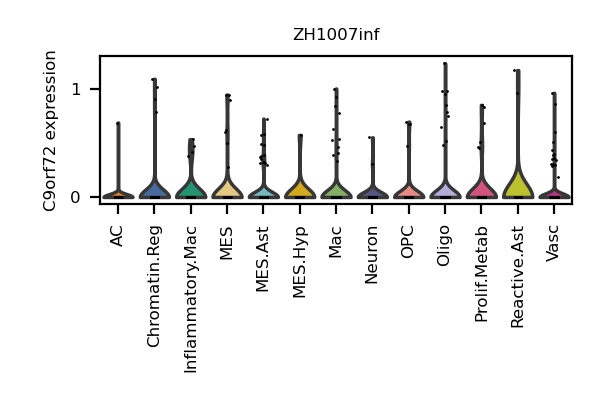 ZH1007inf
C9orf72 expression
1
0
AC
Chromatin.Reg
Inflammatory.Mac
MES
MES.Ast
MES.Hyp
Mac
Neuron
OPC
Oligo
Prolif.Metab
Reactive.Ast
Vasc